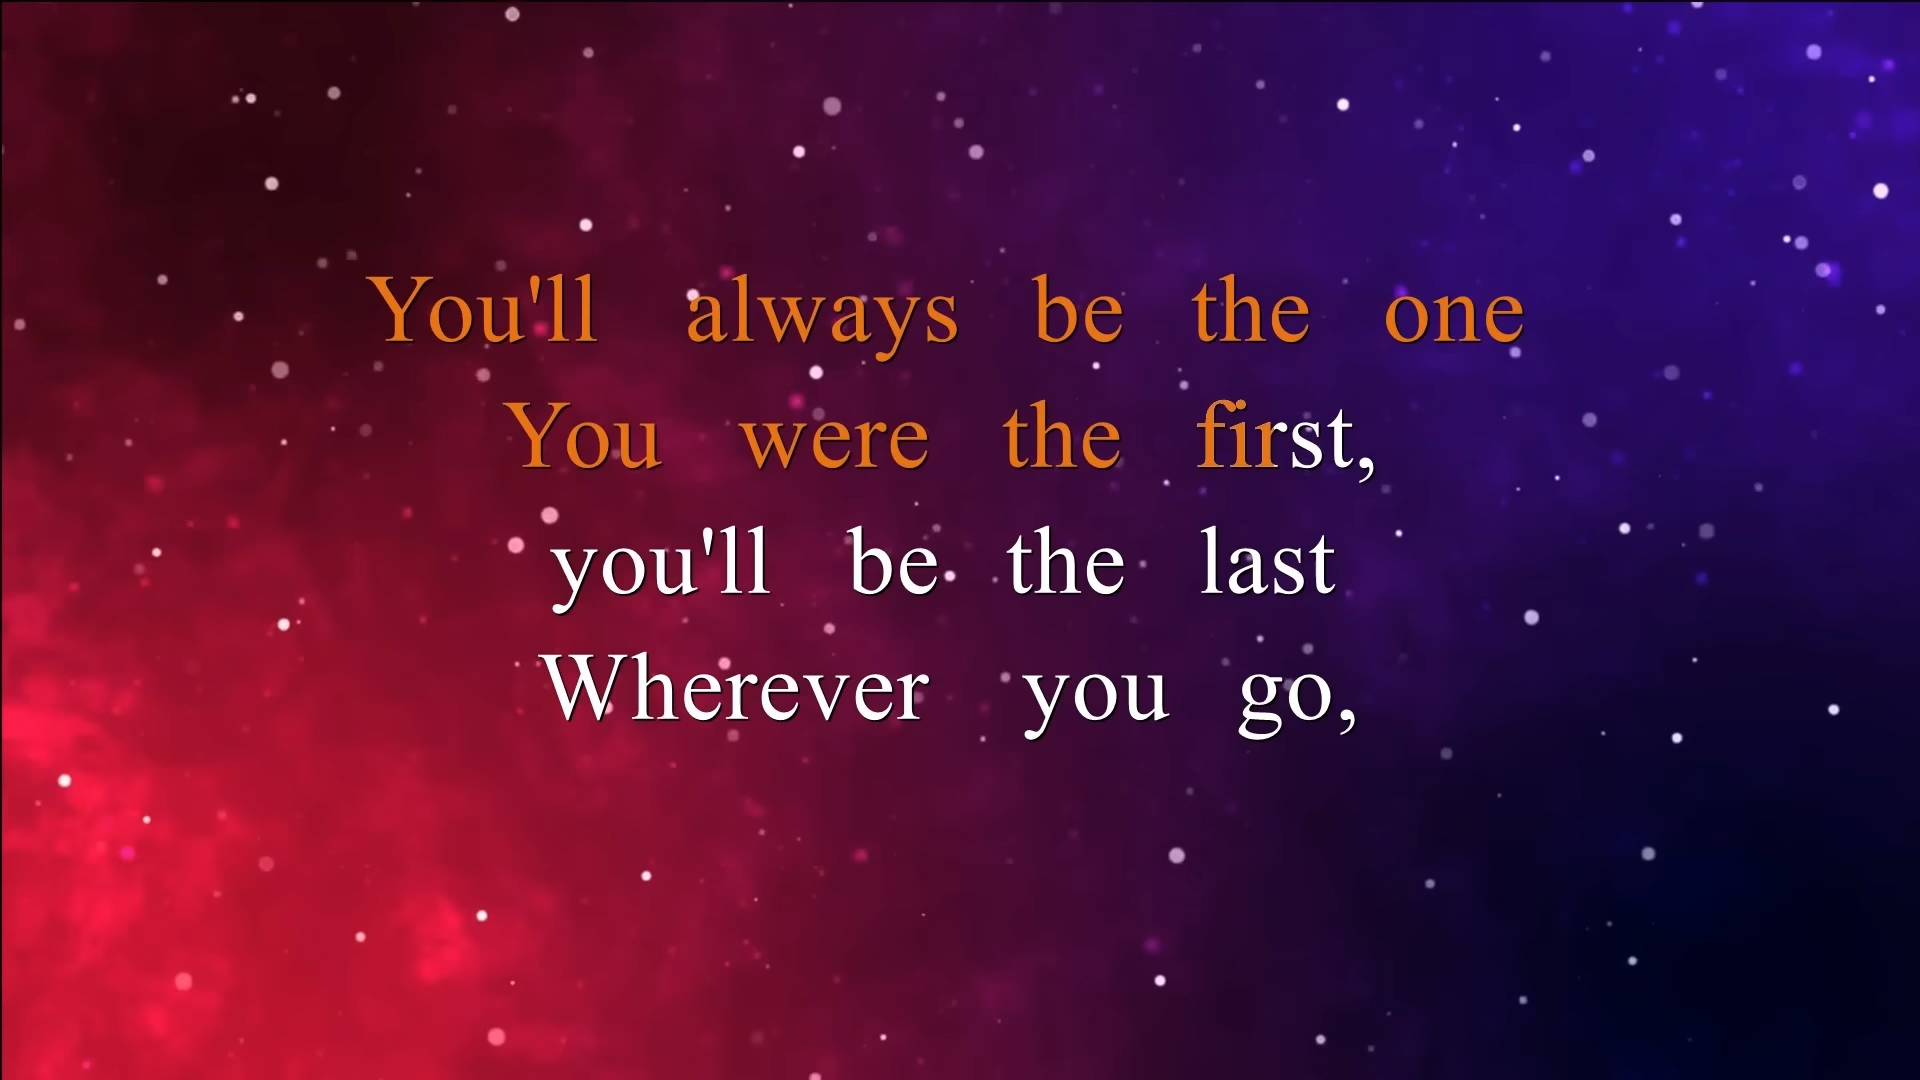 You'll always be the one
You were the first,
you'll be the last
Wherever you go,